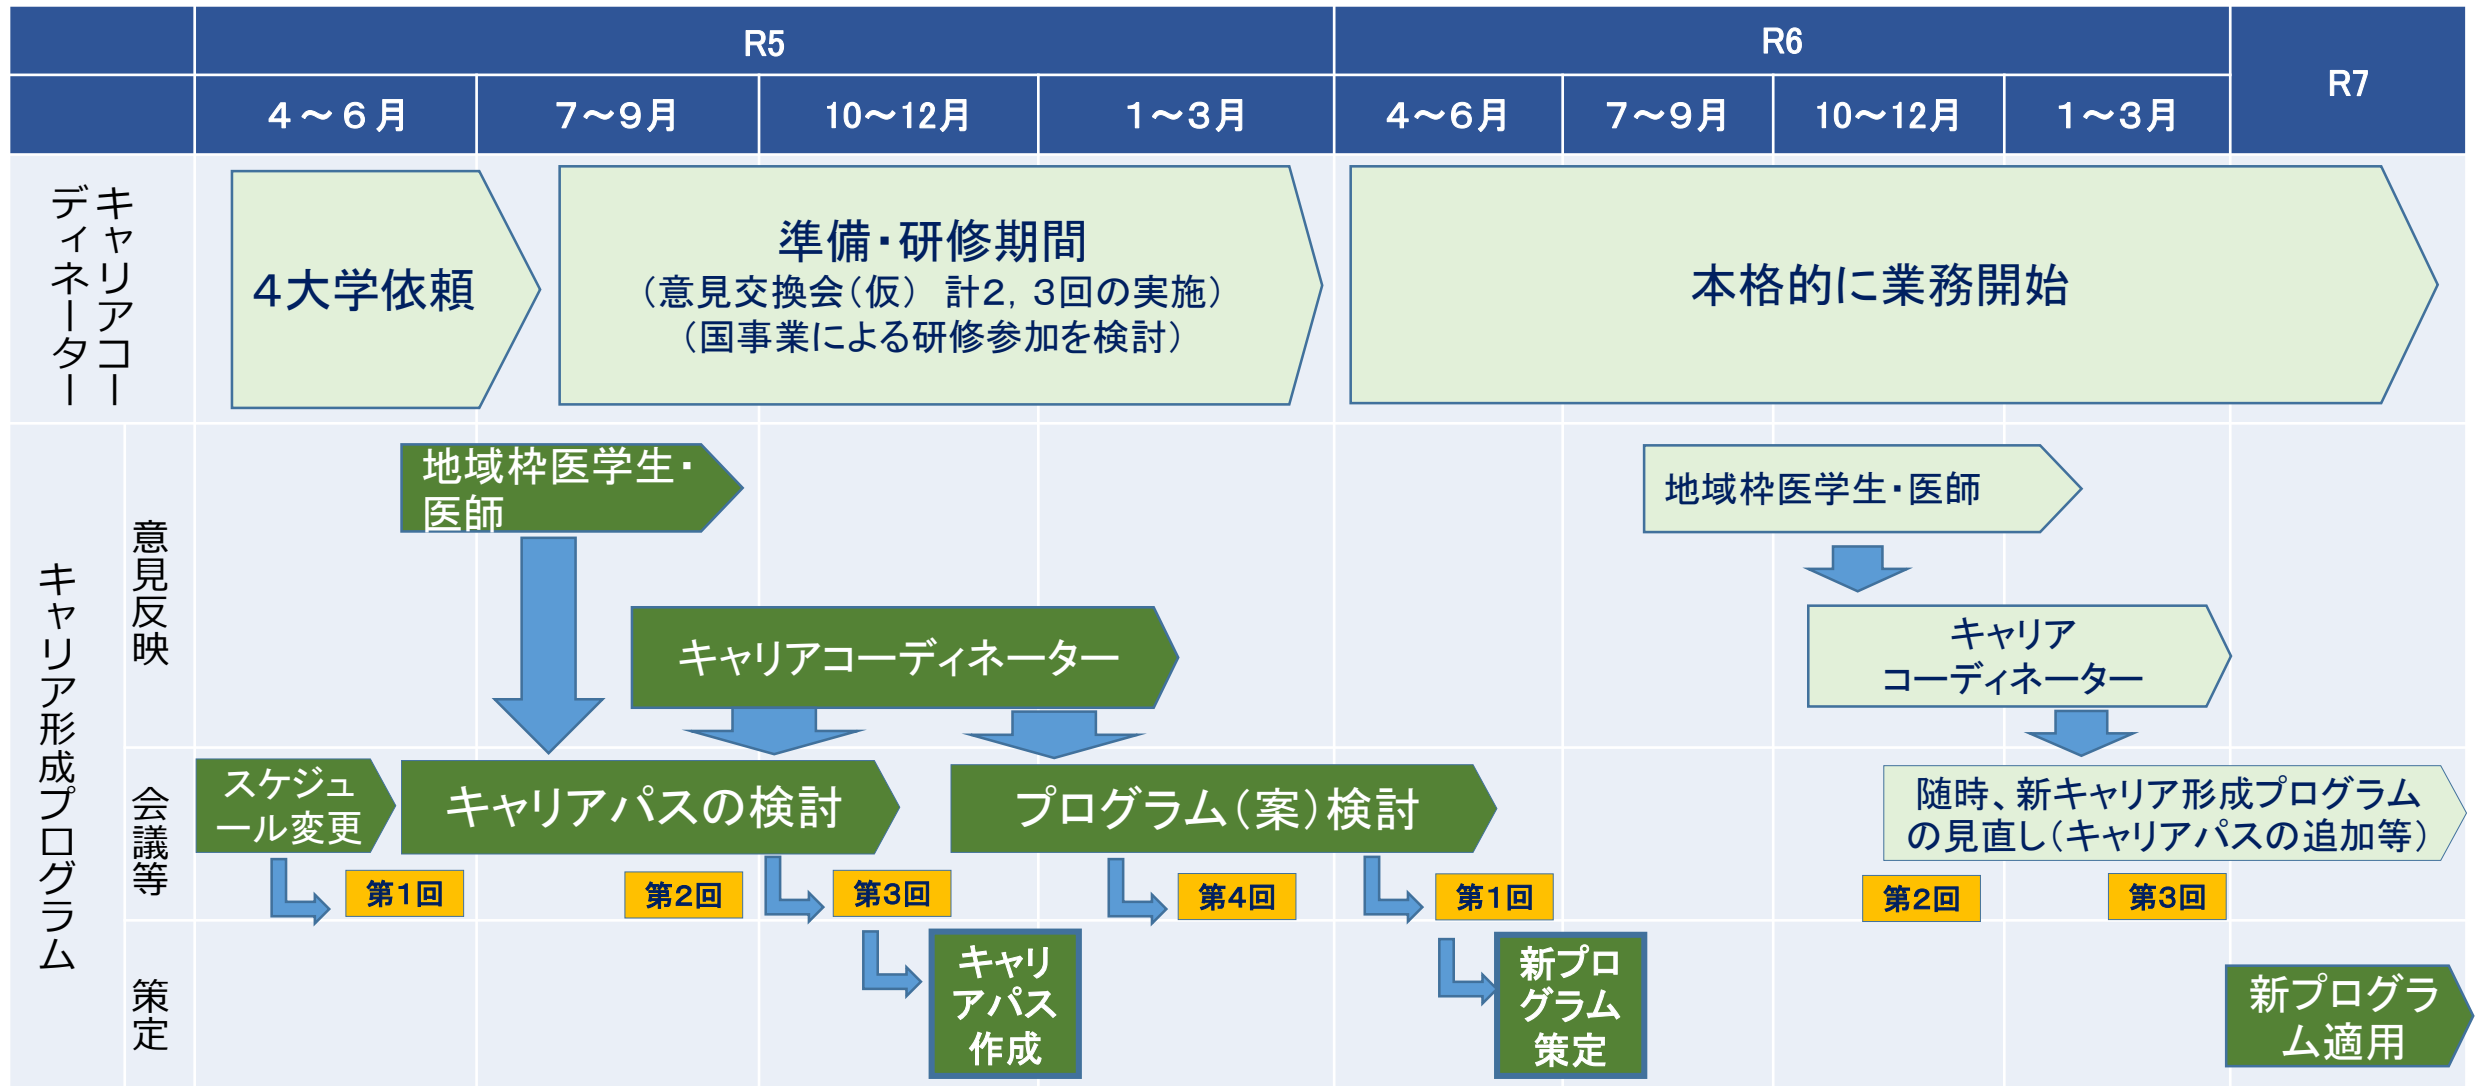 R5
R6
R7
４～６月
７～９月
10～12月
１～３月
４～６月
７～９月
10～12月
１～３月
キャリアコー
ディネーター
４大学依頼
準備・研修期間
（意見交換会（仮）　計２，３回の実施）
（国事業による研修参加を検討）
本格的に業務開始
キャリア形成プログラム
意見反映
地域枠医学生・
医師
地域枠医学生・医師
キャリアコーディネーター
キャリア
コーディネーター
会議等
スケジュ
ール変更
キャリアパスの検討
プログラム（案）検討
随時、新キャリア形成プログラム
の見直し（キャリアパスの追加等）
第１回
第２回
第３回
第４回
第１回
第２回
第３回
策定
キャリ
アパス
作成
新プロ
グラム
策定
新プログラ
ム適用